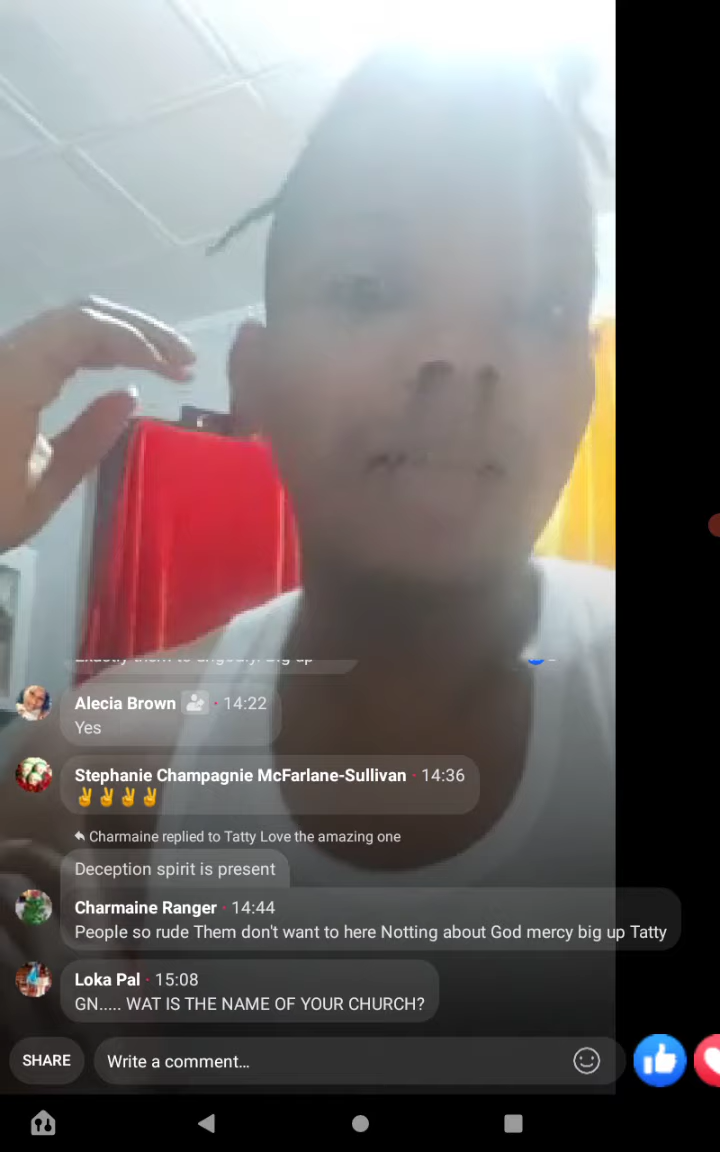 Alecia Brown · 14:22
Yes
Stephanie Champagnie McFarlane-Sullivan · 14:36
✌✌✌✌
Charmaine replied to Tatty Love the amazing one
Deception spirit is present
Charmaine Ranger · 14:44
People so rude Them don't want to here Notting about God mercy big up Tatty
Loka Pal · 15:08
GN..... WAT IS THE NAME OF YOUR CHURCH?
SHARE Write a comment...